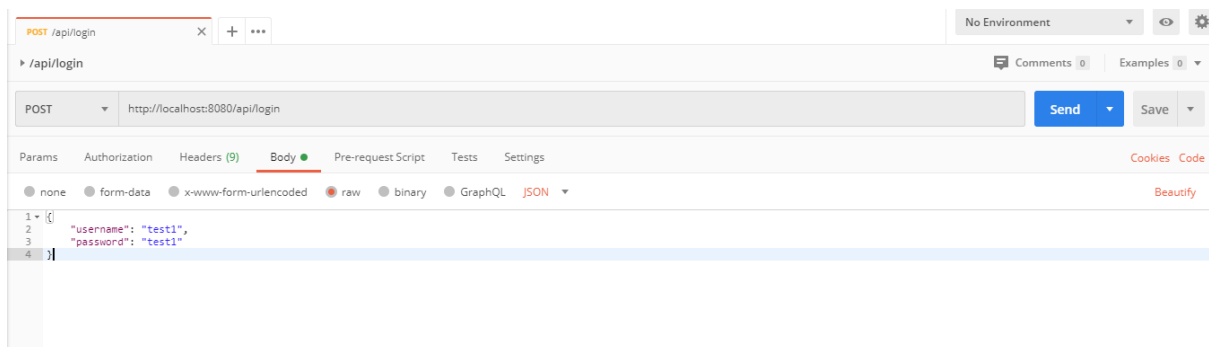 POST /api/login No Environment
/api/login Comments 0 Examples 0
POST http://localhost:8080/api/login Send Save
Params Authorization Headers (9) Body Pre-request Script Tests Settings Cookies Code
none form-data x-www-form-urlencoded raw binary GraphQL JSON Beautify
1 {
2 "username": "test1",
3 "password": "test1"
4 }